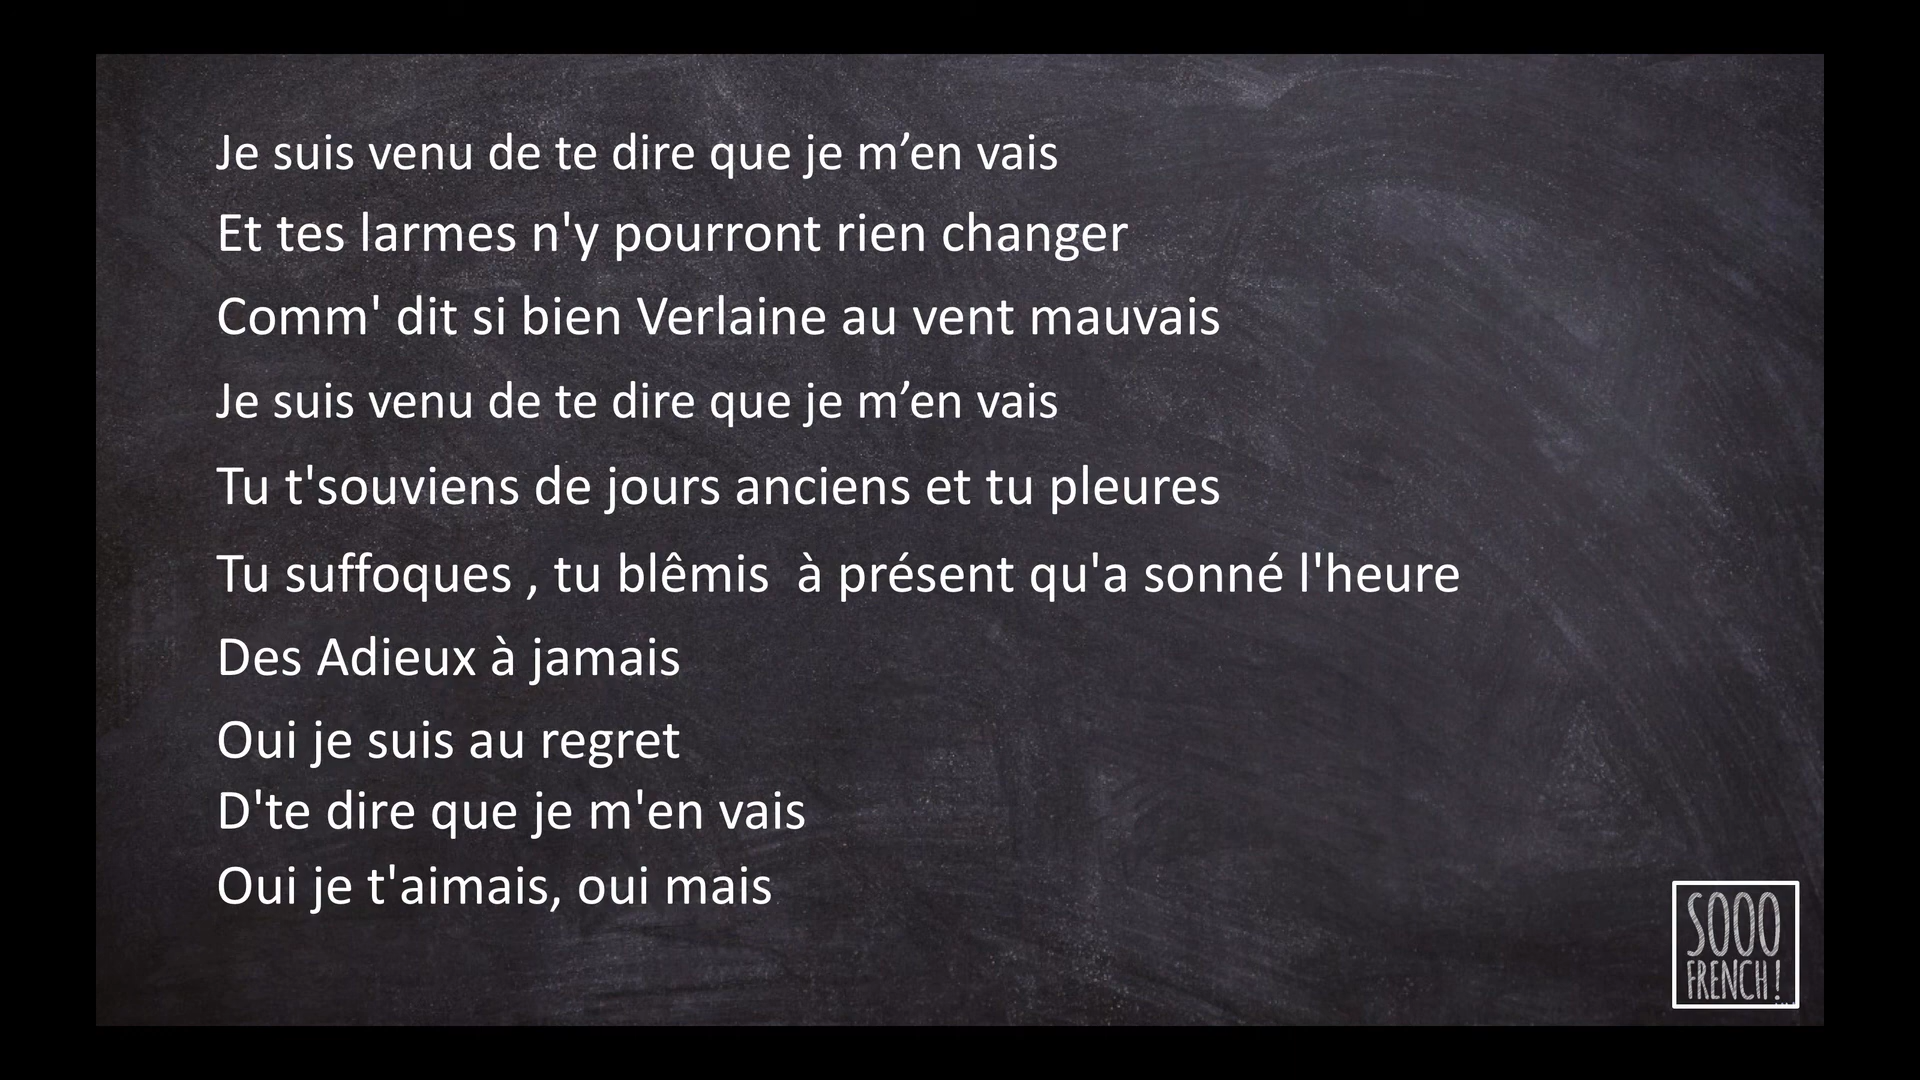 Je suis venu de te dire que je m’en vais
Et tes larmes n'y pourront rien changer
Comm' dit si bien Verlaine au vent mauvais
Je suis venu de te dire que je m’en vais
Tu t'souviens de jours anciens et tu pleures
Tu suffoques , tu blêmis  à présent qu'a sonné l'heure
Des Adieux à jamais
Oui je suis au regret
D'te dire que je m'en vais
Oui je t'aimais, oui mais
SOOO
FRENCH!